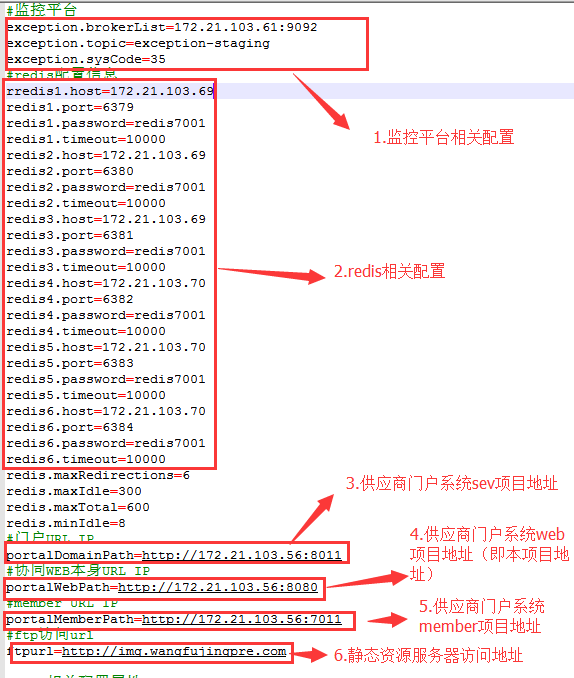 #监控平台
exception.brokerList=172.21.103.61:9092
exception.topic=exception-staging
exception.sysCode=35
#redis配置信息
rredis1.host=172.21.103.69
redis1.port=6379
redis1.password=redis7001
redis1.timeout=10000
redis2.host=172.21.103.69
redis2.port=6380
redis2.password=redis7001
redis2.timeout=10000
redis3.host=172.21.103.69
redis3.port=6381
redis3.password=redis7001
redis3.timeout=10000
redis4.host=172.21.103.70
redis4.port=6382
redis4.password=redis7001
redis4.timeout=10000
redis5.host=172.21.103.70
redis5.port=6383
redis5.password=redis7001
redis5.timeout=10000
redis6.host=172.21.103.70
redis6.port=6384
redis6.password=redis7001
redis6.timeout=10000
redis.maxRedirections=6
redis.maxIdle=300
redis.maxTotal=600
redis.minIdle=8
#门户URL IP
portalDomainPath=http://172.21.103.56:8011
#协同WEB本身URL IP
portalWebPath=http://172.21.103.56:8080
#member URL IP
portalMemberPath=http://172.21.103.56:7011
#ftp访问url
ftpurl=http://img.wangfujingpre.com
1.监控平台相关配置
2.redis相关配置
3.供应商门户系统sev项目地址
4.供应商门户系统web
项目地址（即本项目地
址）
5.供应商门户系统
member项目地址
6.静态资源服务器访问地址